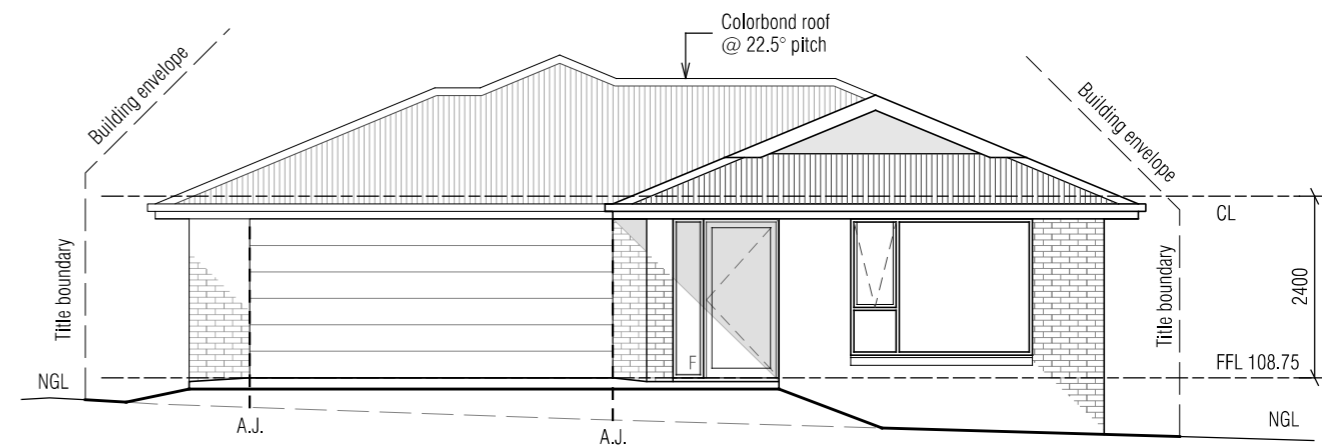 Colorbond roof
@ 22.5° pitch
Building envelope
Building envelope
CL
Title boundary
Title boundary
2400
F
FFL 108.75
NGL
NGL
A.J.
A.J.